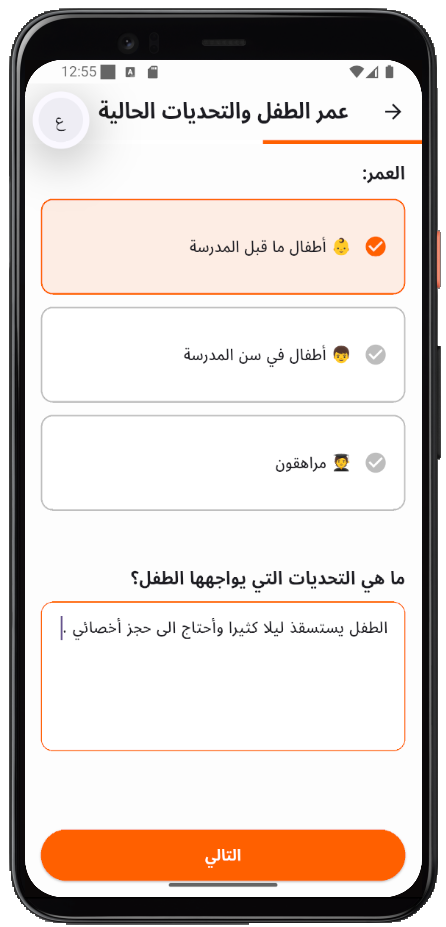 12:55
عمر الطفل والتحديات الحالية
ع
العمر:
👶 أطفال ما قبل المدرسة
👦 أطفال في سن المدرسة
🧑‍🎓 مراهقون
ما هي التحديات التي يواجهها الطفل؟
الطفل يستسقذ ليلا كثيرا وأحتاج الى حجز أخصائي .
التالي